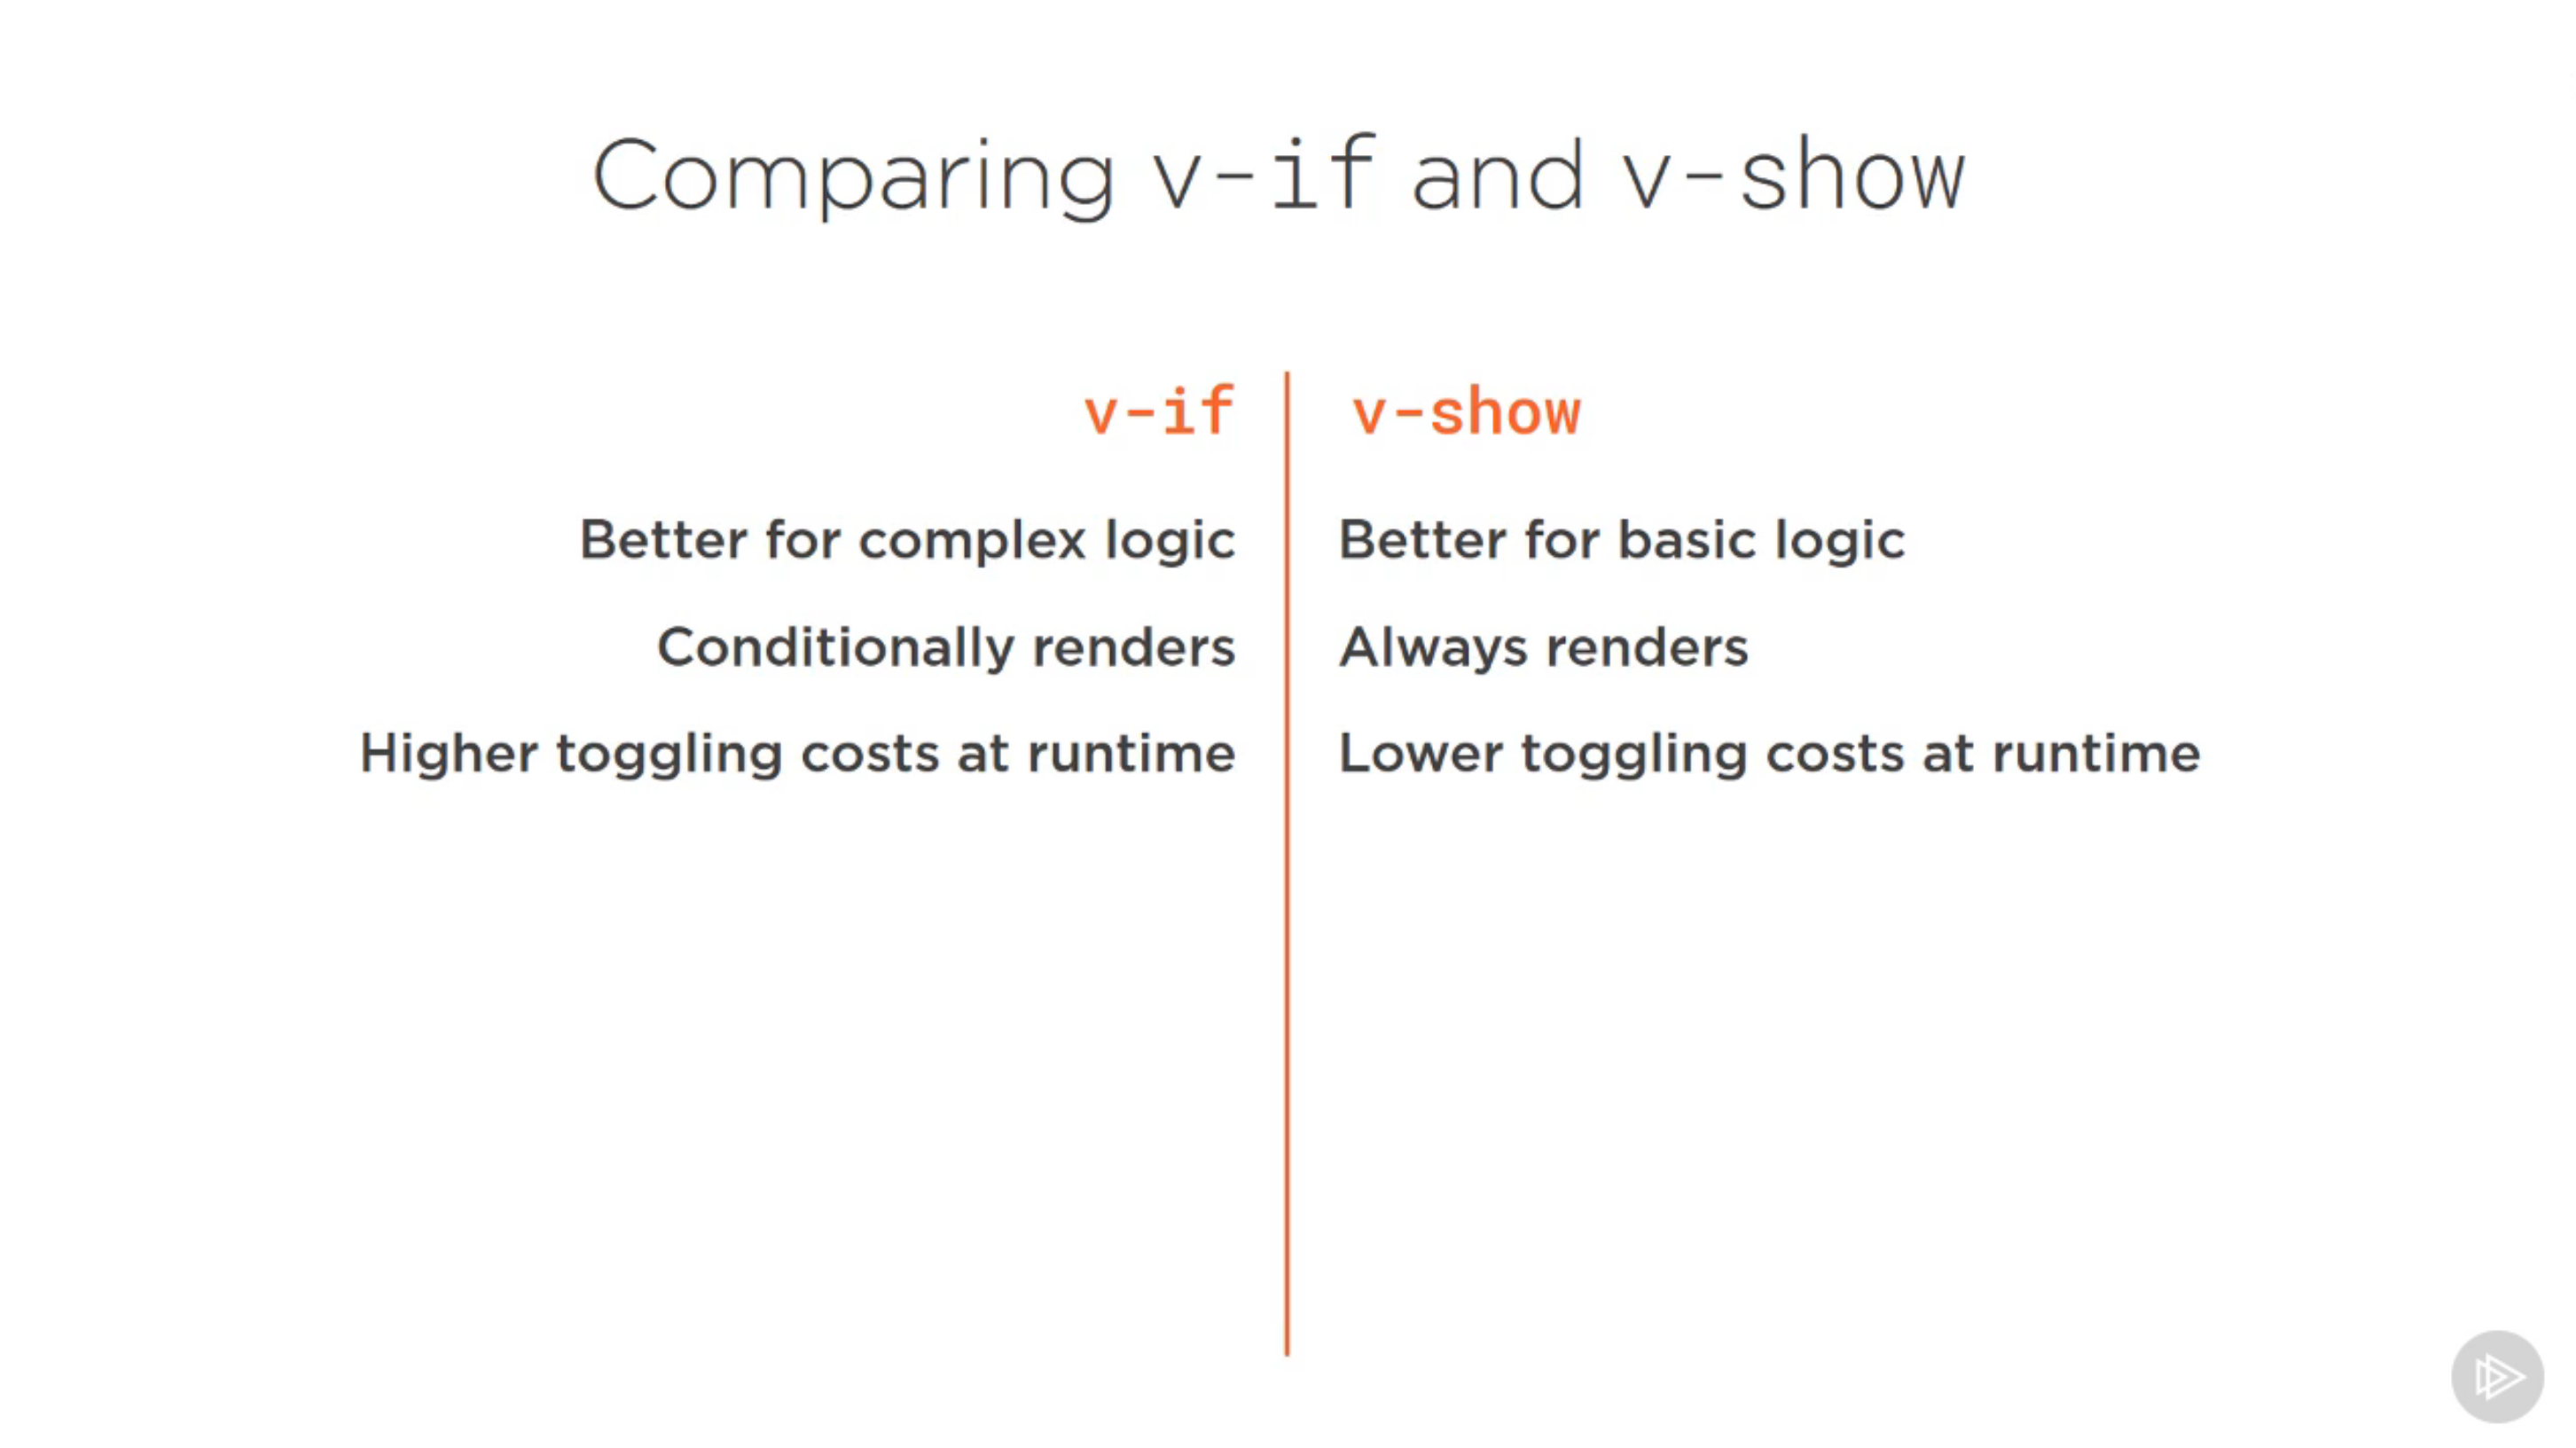 Comparing v-if and v-show
v-if
Better for complex logic
Conditionally renders
Higher toggling costs at runtime
v-show
Better for basic logic
Always renders
Lower toggling costs at runtime